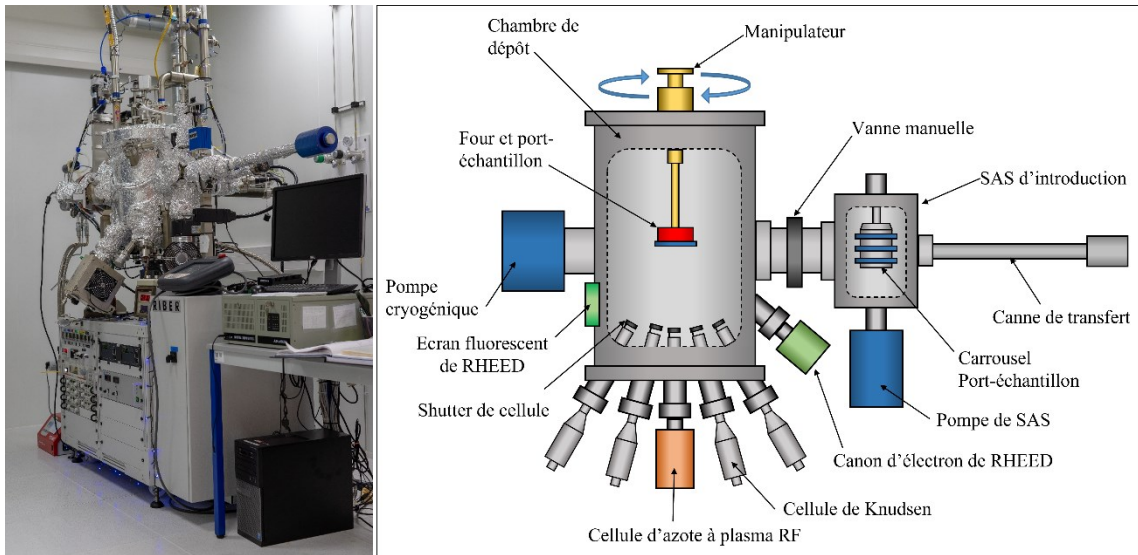 RIBER
Chambre de
dépôt
Manipulateur
Four et port-
échantillon
Vanne manuelle
SAS d'introduction
Pompe
cryogénique
Ecran fluorescent
de RHEED
Shutter de cellule
Canne de transfert
Carrousel
Port-échantillon
Pompe de SAS
Canon d'électron de RHEED
Cellule de Knudsen
Cellule d'azote à plasma RF